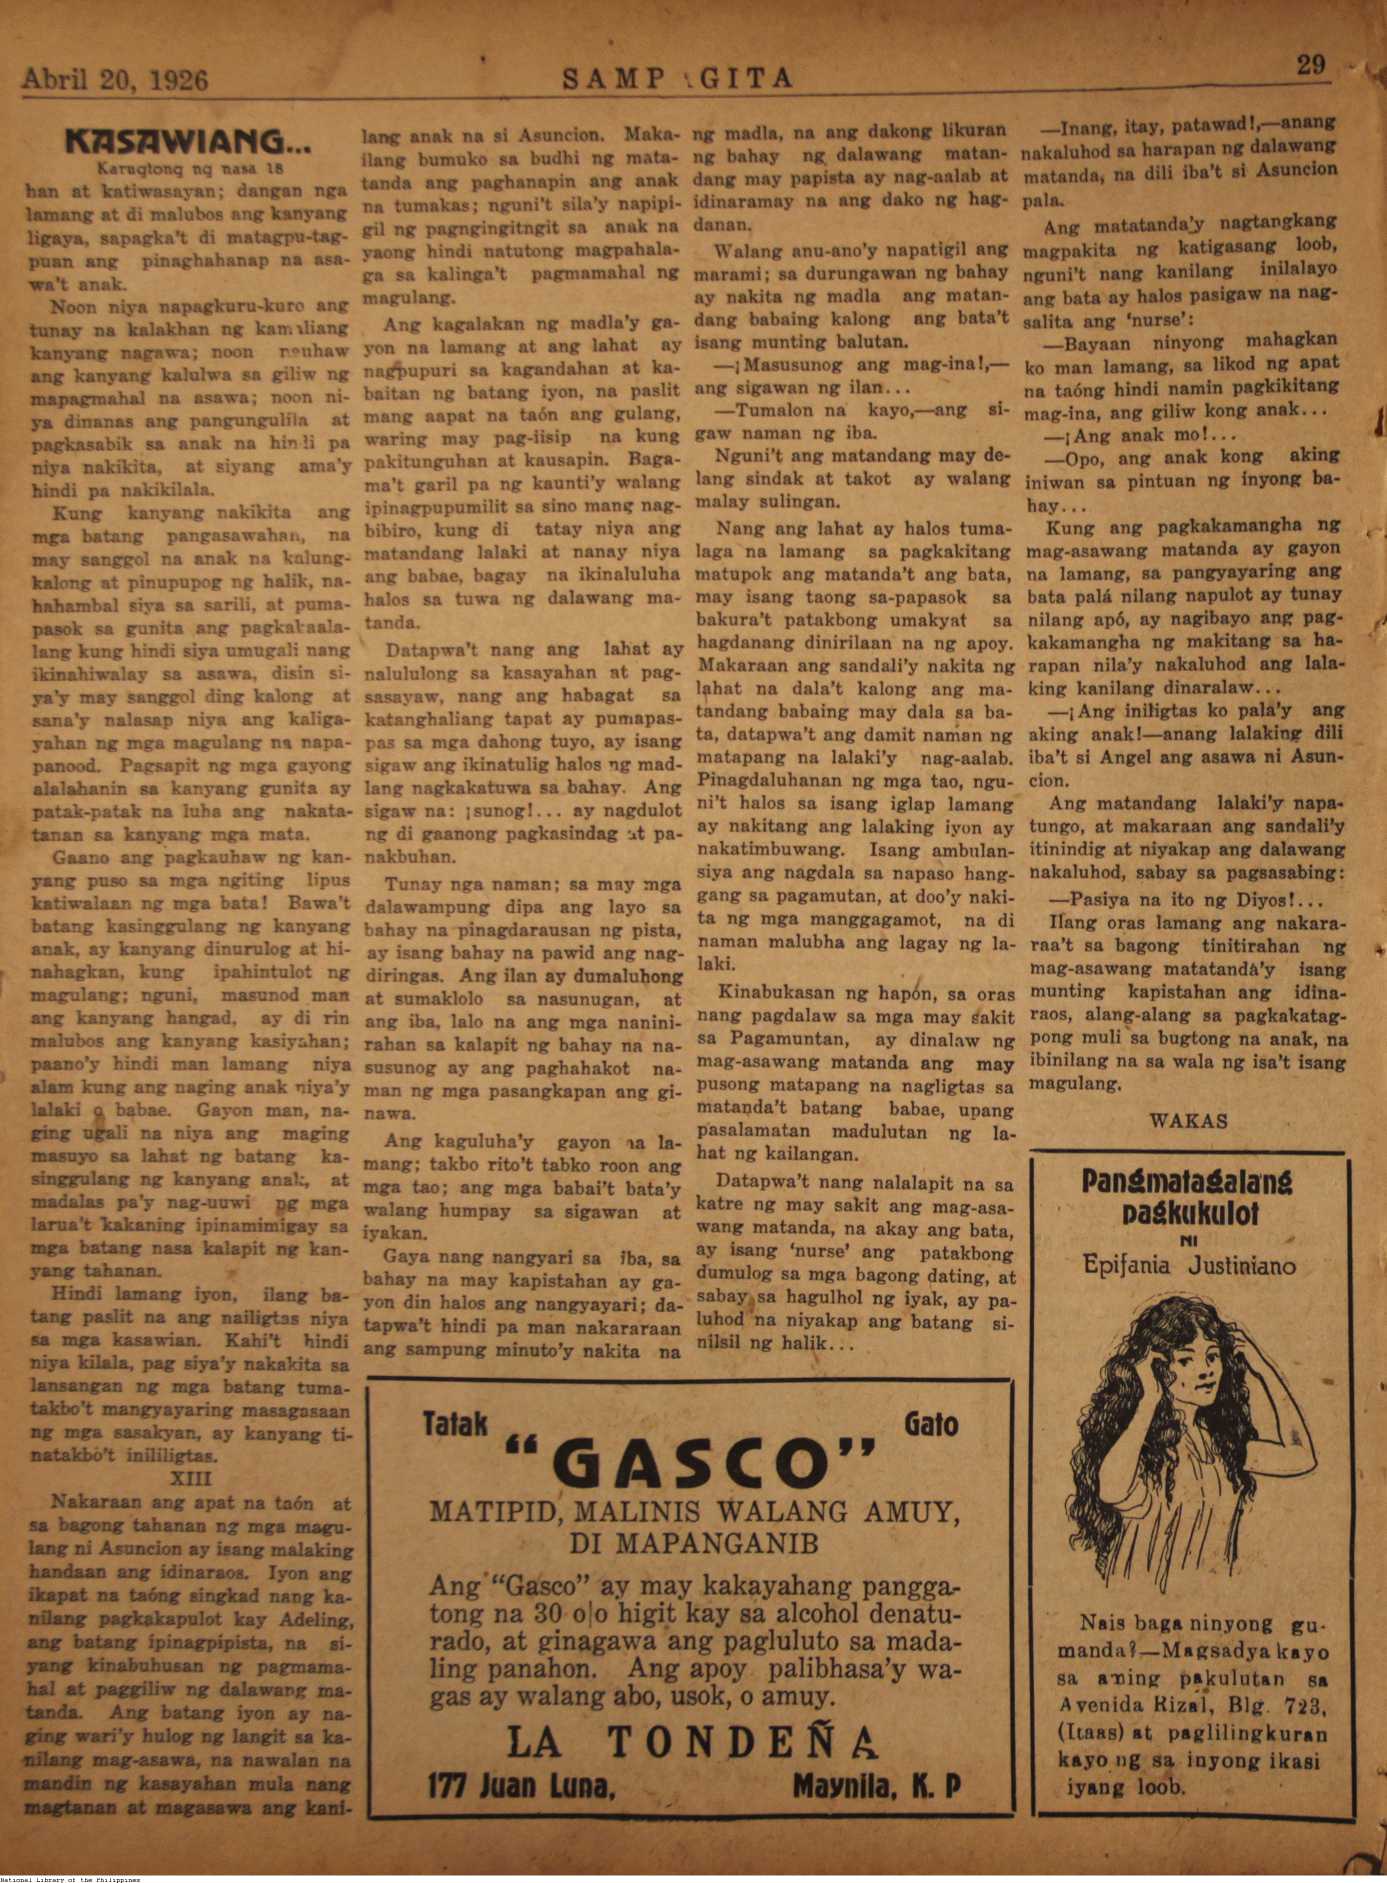 Abril 20, 1926
SAMP GITA
29
KASAWIANG...
Karugtong ng nasa 18
han at katiwasayan; dangan nga
lamang at di malubos ang kanyang
ligaya, sapagka't di matagpu-tag-
puan ang pinaghahanap na asa-
wa't anak.
Noon niya napagkuru-kuro ang
tunay na kalakhan ng kamaliang
kanyang nagawa; noon nauhaw
ang kanyang kalulwa sa giliw ng
mapagmahal na asawa; noon ni-
ya dinanas ang pangungulila at
pagkasabik sa anak na hindi pa
niya nakikita, at siyang ama'y
hindi pa nakikilala.
Kung kanyang nakikita ang
mga batang pangasawahan, na
may sanggol na anak na kalung-
kalong at pinupupog ng halik, na-
hahambal siya sa sarili, at puma-
pasok sa gunita ang pagkakaala-
lang kung hindi siya umugali nang
ikinahiwalay sa asawa, disin si-
ya'y may sanggol ding kalong at
sana'y nalasap niya ang kaliga-
yahan ng mga magulang na napa-
panood. Pagsapit ng mga gayong
alalahanin sa kanyang gunita ay
patak-patak na luha ang nakata-
tanan sa kanyang mga mata.
Gaano ang pagkauhaw ng kan-
yang puso sa mga ngiting lipus
katiwalaan ng mga bata! Bawa't
batang kasinggulang ng kanyang
anak, ay kanyang dinurulog at hi-
nahagkan, kung ipahintulot ng
magulang; nguni, masunod man
ang kanyang hangad, ay di rin
malubos ang kanyang kasiyahan;
paano'y hindi man lamang niya
alam kung ang naging anak niya'y
lalaki o babae. Gayon man, na-
ging ugali na niya ang maging
masuyo sa lahat ng batang ka-
singgulang ng kanyang anak, at
madalas pa'y nag-uuwi ng mga
larua't kakaning ipinamimigay sa
mga batang nasa kalapit ng kan-
yang tahanan.
Hindi lamang iyon, ilang ba-
tang paslit na ang nailigtas niya
sa mga kasawian. Kahi't hindi
niya kilala, pag siya'y nakakita sa
lansangan ng mga batang tuma-
takbo't mangyayaring masagasaan
ng mga sasakyan, ay kanyang ti-
natakbo't inililigtas.
XIII
Nakaraan ang apat na taón at
sa bagong tahanan ng mga magu-
lang ni Asuncion ay isang malaking
handaan ang idinaraos. Iyon ang
ikapat na taóng singkad nang ka-
nilang pagkakapulot kay Adeling,
ang batang ipinagpipista, na si-
yang kinabuhusan ng pagmama-
hal at paggiliw ng dalawang ma-
tanda. Ang batang iyon ay na-
ging wari'y hulog ng langit sa ka-
nilang mag-asawa, na nawalan na
mandin ng kasayahan mula nang
magtanan at magasawa ang kani-
lang anak na si Asuncion. Maka-
ilang bumuko sa budhi ng mata-
tanda ang paghanapin ang anak
na tumakas; nguni't sila'y napipi-
gil ng pagngingitngit sa anak na
yaong hindi natutong magpahala-
ga sa kalinga't pagmamahal ng
magulang.
Ang kagalakan ng madla'y ga-
yon na lamang at ang lahat ay
nagpupuri sa kagandahan at ka-
baitan ng batang iyon, na paslit
mang aapat na taón ang gulang,
waring may pag-iisip na kung
pakitunguhan at kausapin. Baga-
ma't garil pa ng kaunti'y walang
ipinagpupumilit sa sino mang nag-
bibiro, kung di tatay niya ang
matandang lalaki at nanay niya
ang babae, bagay na ikinaluluha
halos sa tuwa ng dalawang ma-
tanda.
Datapwa't nang ang lahat ay
nalululong sa kasayahan at pag-
sasayaw, nang ang habagat sa
katanghaliang tapat ay pumapas-
pas sa mga dahong tuyo, ay isang
sigaw ang ikinatulig halos ng mad-
lang nagkakatuwa sa bahay. Ang
sigaw na: ¡sunog!... ay nagdulot
ng di gaanong pagkasindag at pa-
nakbuhan.
Tunay nga naman; sa may mga
dalawampung dipa ang layo sa
bahay na pinagdarausan ng pista,
ay isang bahay na pawid ang nag-
diringas. Ang ilan ay dumaluhong
at sumaklolo sa nasunugan, at
ang iba, lalo na ang mga nanini-
rahan sa kalapit ng bahay na na-
susunog ay ang paghahakot na-
man ng mga pasangkapan ang gi-
nawa.
Ang kaguluha'y gayon na la-
mang; takbo rito't tabko roon ang
mga tao; ang mga babai't bata'y
walang humpay sa sigawan at
iyakan.
Gaya nang nangyari sa iba, sa
bahay na may kapistahan ay ga-
yon din halos ang nangyayari; da-
tapwa't hindi pa man nakararaan
ang sampung minuto'y nakita na
ng madla, na ang dakong likuran
ng bahay ng dalawang matan-
dang may papista ay nag-aalab at
idinaramay na ang dako ng hag-
danan.
Walang anu-ano'y napatigil ang
marami; sa durungawan ng bahay
ay nakita ng madla ang matan-
dang babaing kalong ang bata't
isang munting balutan.
—¡Masusunog ang mag-ina!,—
ang sigawan ng ilan...
—Tumalon na kayo,—ang si-
gaw naman ng iba.
Nguni't ang matandang may de-
lang sindak at takot ay walang
malay sulingan.
Nang ang lahat ay halos tuma-
laga na lamang sa pagkakitang
matupok ang matanda't ang bata,
may isang taong sa-papasok sa
bakura't patakbong umakyat sa
hagdanang dinirilaan na ng apoy.
Makaraan ang sandali'y nakita ng
lahat na dala't kalong ang ma-
tandang babaing may dala sa ba-
ta, datapwa't ang damit naman ng
matapang na lalaki'y nag-aalab.
Pinagdaluhanan ng mga tao, ngu-
ni't halos sa isang iglap lamang
ay nakitang ang lalaking iyon ay
nakatimbuwang. Isang ambulan-
siya ang nagdala sa napaso hang-
gang sa pagamutan, at doo'y naki-
ta ng mga manggagamot, na di
naman malubha ang lagay ng la-
laki.
Kinabukasan ng hapón, sa oras
nang pagdalaw sa mga may sakit
sa Pagamuntan, ay dinalaw ng
mag-asawang matanda ang may
pusong matapang na nagligtas sa
matanda't batang babae, upang
pasalamatan madulutan ng la-
hat ng kailangan.
Datapwa't nang nalalapit na sa
katre ng may sakit ang mag-asa-
wang matanda, na akay ang bata,
ay isang 'nurse' ang patakbong
dumulog sa mga bagong dating, at
sabay sa hagulhol ng iyak, ay pa-
luhod na niyakap ang batang si-
nilsil ng halik...
—Inang, itay, patawad!,—anang
nakaluhod sa harapan ng dalawang
matanda, na dili iba't si Asuncion
pala.
Ang matatanda'y nagtangkang
magpakita ng katigasang loob,
nguni't nang kanilang inilalayo
ang bata ay halos pasigaw na nag-
salita ang 'nurse':
—Bayaan ninyong mahagkan
ko man lamang, sa likod ng apat
na taóng hindi namin pagkikitang
mag-ina, ang giliw kong anak...
—¡Ang anak mo!...
—Opo, ang anak kong aking
iniwan sa pintuan ng inyong ba-
hay...
Kung ang pagkakamangha ng
mag-asawang matanda ay gayon
na lamang, sa pangyayaring ang
bata palá nilang napulot ay tunay
nilang apó, ay nagibayo ang pag-
kakamangha ng makitang sa ha-
rapan nila'y nakaluhod ang lala-
king kanilang dinaralaw...
—¡Ang iniligtas ko pala'y ang
aking anak!—anang lalaking dili
iba't si Angel ang asawa ni Asun-
cion.
Ang matandang lalaki'y napa-
tungo, at makaraan ang sandali'y
itinindig at niyakap ang dalawang
nakaluhod, sabay sa pagsasabing:
—Pasiya na ito ng Diyos!...
Ilang oras lamang ang nakara-
raa't sa bagong tinitirahan ng
mag-asawang matatandá'y isang
munting kapistahan ang idina-
raos, alang-alang sa pagkakatag-
pong muli sa bugtong na anak, na
ibinilang na sa wala ng isa't isang
magulang.
WAKAS
Tatak Gato
"GASCO"
MATIPID, MALINIS WALANG AMUY,
DI MAPANGANIB
Ang "Gasco" ay may kakayahang pangga-
tong na 30 o|o higit kay sa alcohol denatu-
rado, at ginagawa ang pagluluto sa mada-
ling panahon. Ang apoy palibhasa'y wa-
gas ay walang abo, usok, o amuy.
LA TONDEÑA
177 Juan Luna, Maynila, K. P
Pangmatagalang
pagkukulot
NI
Epifania Justiniano
Nais baga ninyong gu-
manda?—Magsadya kayo
sa aming pakulutan sa
Avenida Rizal, Blg. 723,
(Itaas) at paglilingkuran
kayo ng sa inyong ikasi
iyang loob.
National Library of the Philippines